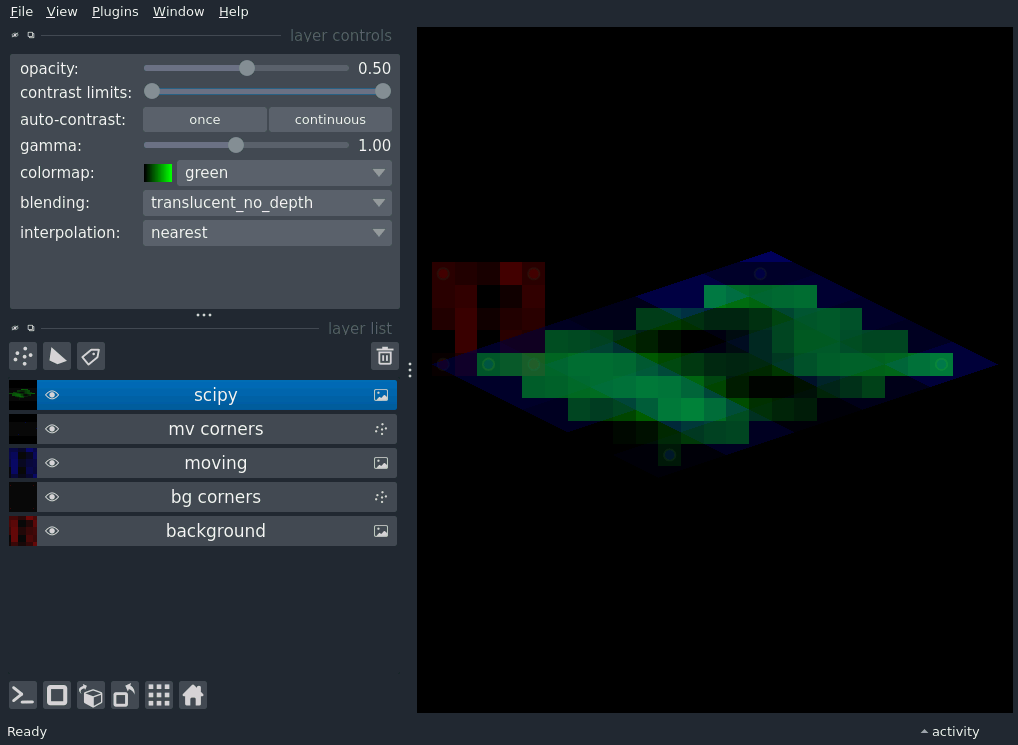 File View Plugins Window Help
layer controls
opacity: 0.50
contrast limits:
auto-contrast: once continuous
gamma: 1.00
colormap: green
blending: translucent_no_depth
interpolation: nearest
layer list
scipy
mv corners
moving
bg corners
background
Ready activity